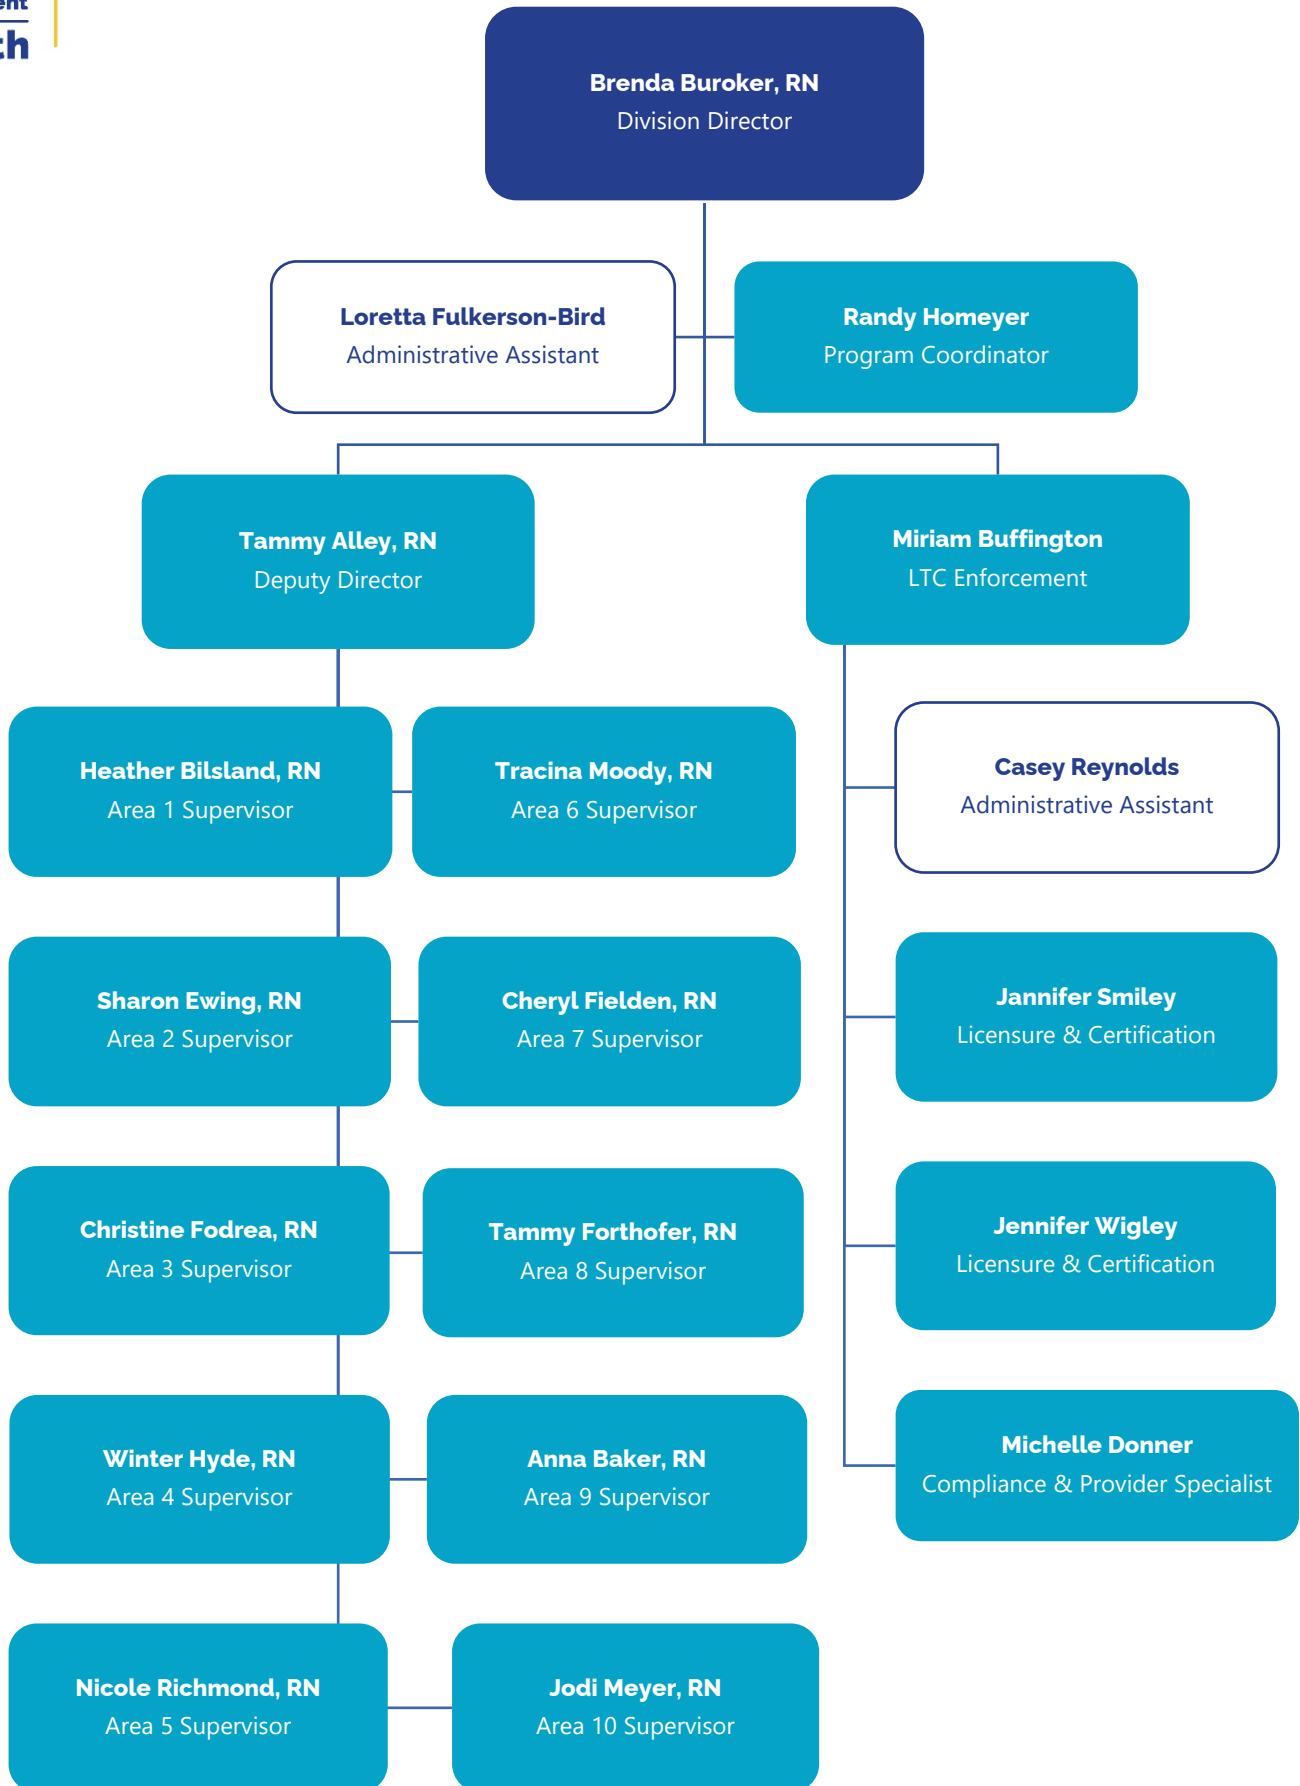 th
Brenda Buroker, RN
Division Director
Loretta Fulkerson-Bird
Administrative Assistant
Randy Homeyer
Program Coordinator
Tammy Alley, RN
Deputy Director
Miriam Buffington
LTC Enforcement
Heather Bilsland, RN
Area 1 Supervisor
Tracina Moody, RN
Area 6 Supervisor
Casey Reynolds
Administrative Assistant
Sharon Ewing, RN
Area 2 Supervisor
Cheryl Fielden, RN
Area 7 Supervisor
Jannifer Smiley
Licensure & Certification
Christine Fodrea, RN
Area 3 Supervisor
Tammy Forthofer, RN
Area 8 Supervisor
Jennifer Wigley
Licensure & Certification
Winter Hyde, RN
Area 4 Supervisor
Anna Baker, RN
Area 9 Supervisor
Michelle Donner
Compliance & Provider Specialist
Nicole Richmond, RN
Area 5 Supervisor
Jodi Meyer, RN
Area 10 Supervisor